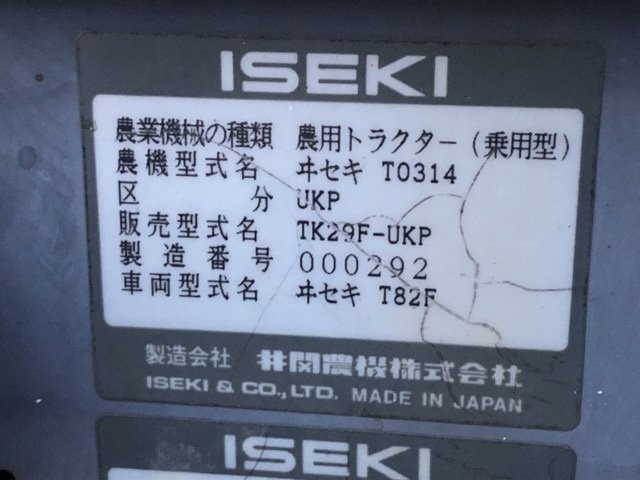 ISEKI
農業機械の種類 農用トラクター(乗用型)
農機型式名 ヰセキ T0314
区分 UKP
販売型式名 TK29F-UKP
製造番号 000292
車両型式名 ヰセキ T82F
製造会社 井関農機株式会社
ISEKI & CO., LTD. MADE IN JAPAN
ISEKI